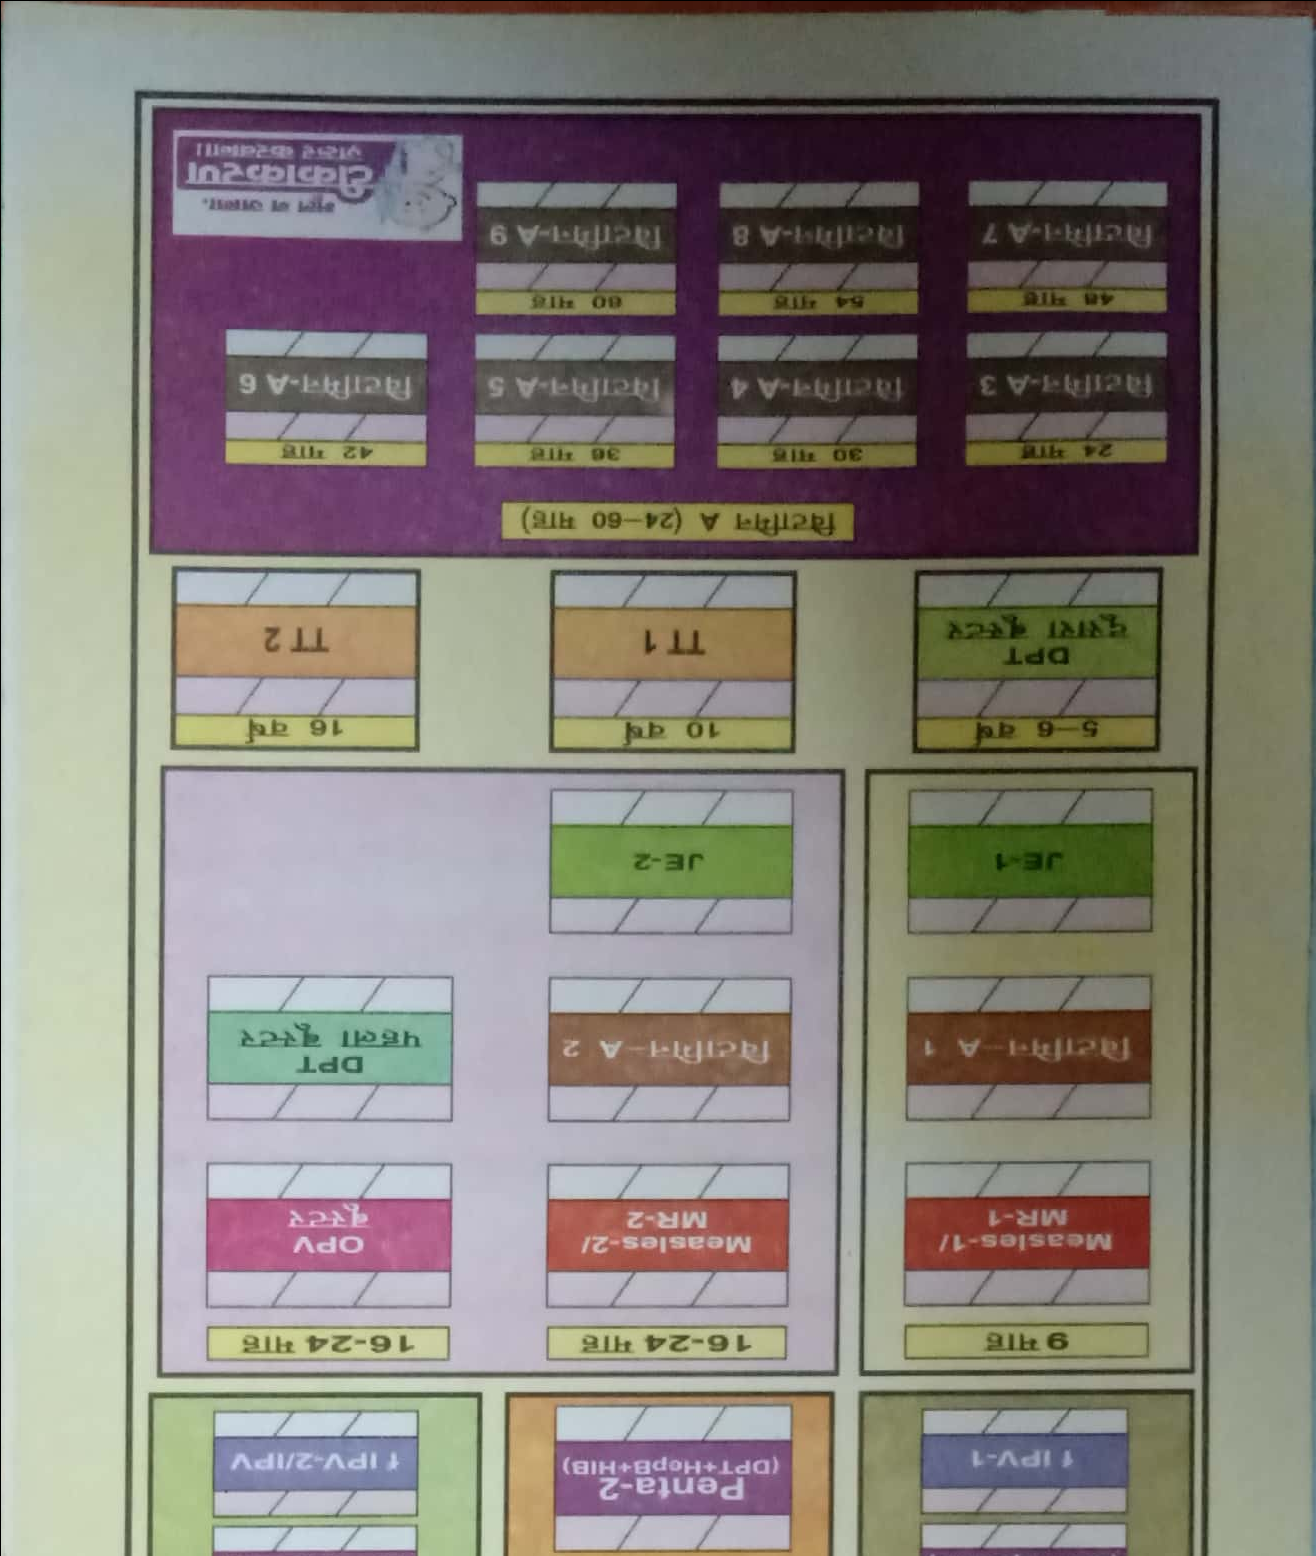 f IPV-1
Penta-2
(DPT+HepB+HIB)
f IPV-2/IPV
9 माह
16-24 माह
16-24 माह
Measles-1/
MR-1
Measles-2/
MR-2
OPV
बूस्टर
विटामिन–A 1
विटामिन–A 2
DPT
पहला बूस्टर
JE-1
JE-2
5–6 वर्ष
DPT
दूसरा बूस्टर
10 वर्ष
TT 1
16 वर्ष
TT 2
विटामिन A (24–60 माह)
24 माह
विटामिन-A 3
30 माह
विटामिन-A 4
36 माह
विटामिन-A 5
42 माह
विटामिन-A 6
48 माह
विटामिन-A 7
54 माह
विटामिन-A 8
60 माह
विटामिन-A 9
भूल न जाना,
टीकाकरण
जरूर करवाना।